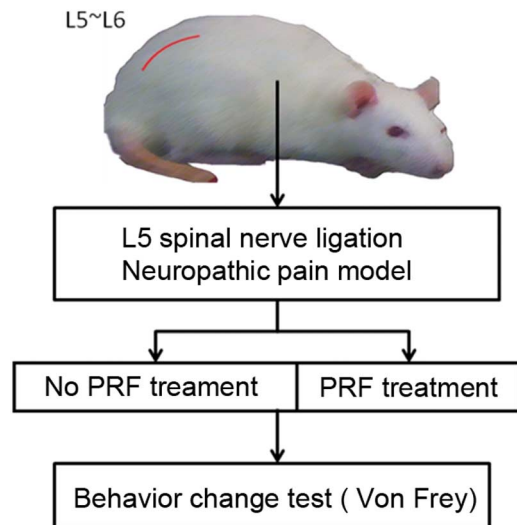 L5~L6
L5 spinal nerve ligation
Neuropathic pain model
No PRF treament
PRF treatment
Behavior change test ( Von Frey)